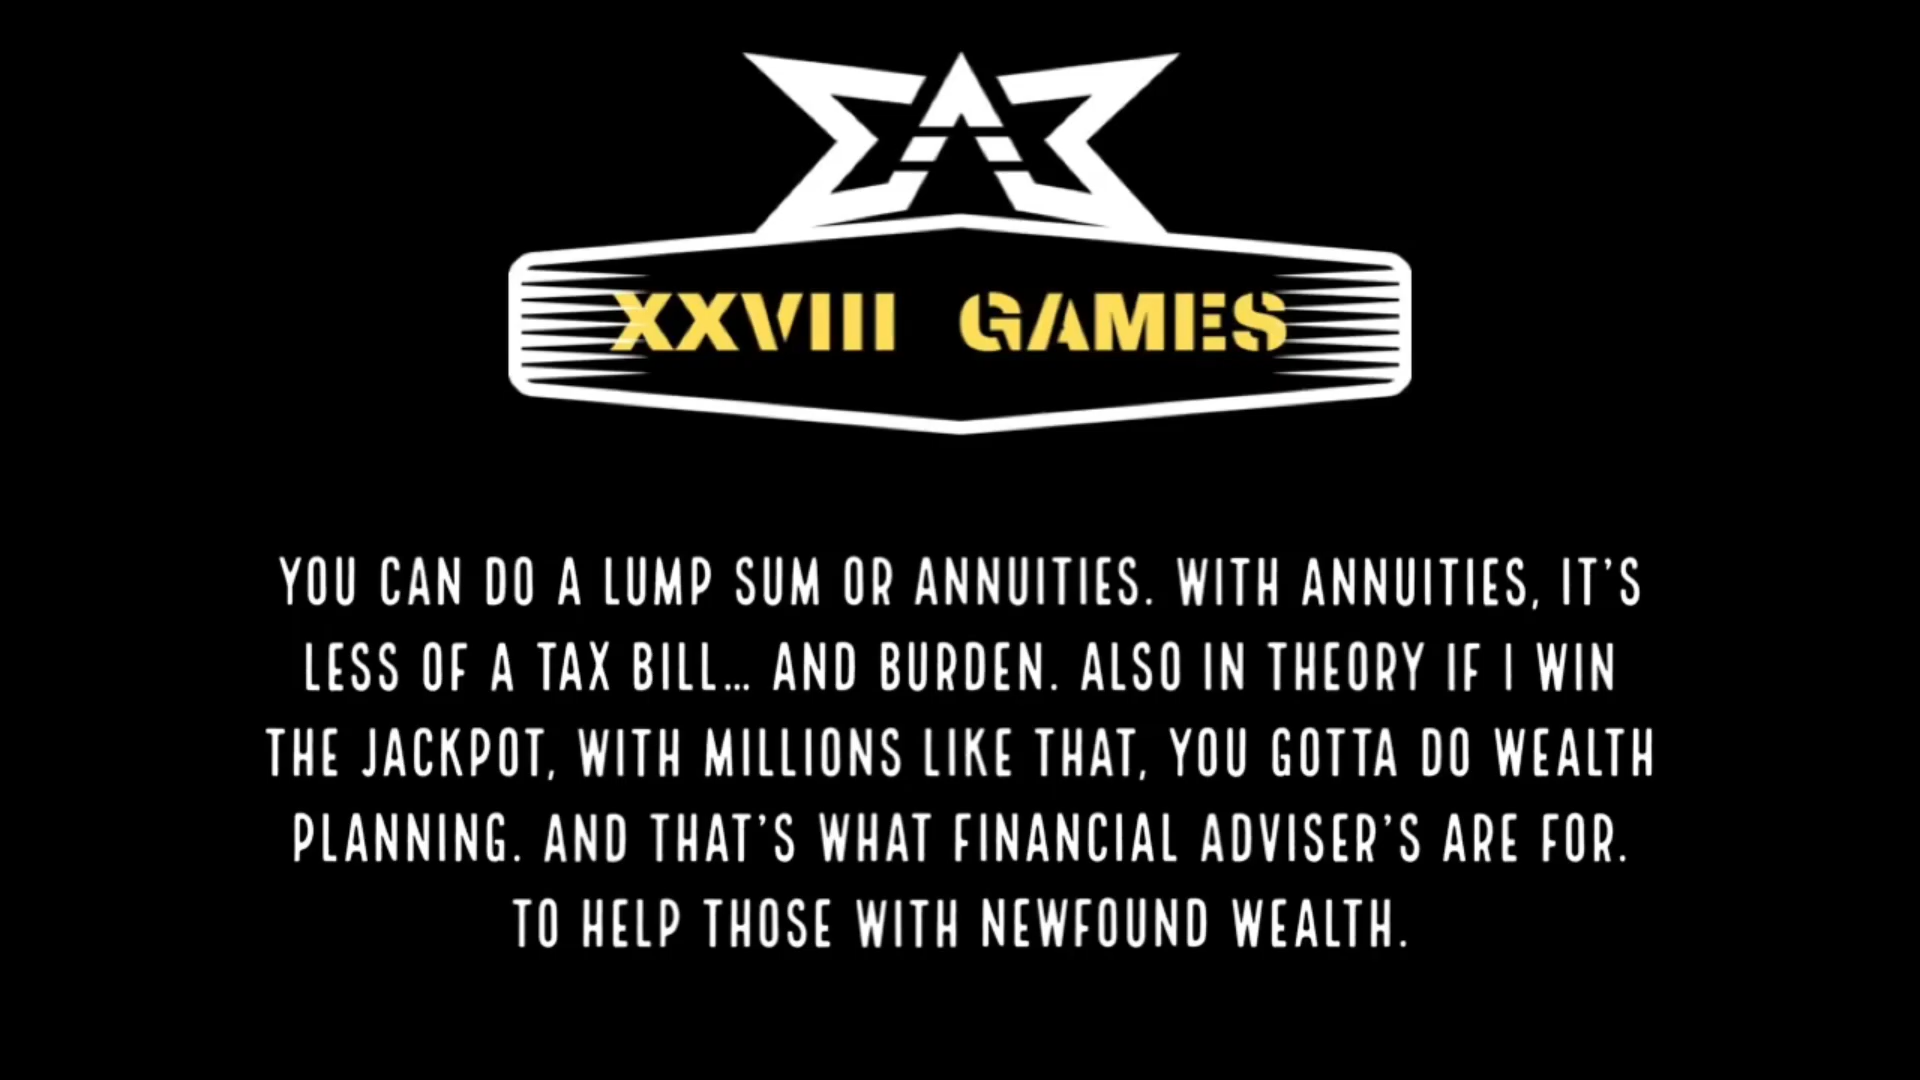 XXVIII GAMES
YOU CAN DO A LUMP SUM OR ANNUITIES. WITH ANNUITIES, IT'S
LESS OF A TAX BILL... AND BURDEN. ALSO IN THEORY IF I WIN
THE JACKPOT, WITH MILLIONS LIKE THAT, YOU GOTTA DO WEALTH
PLANNING. AND THAT'S WHAT FINANCIAL ADVISER'S ARE FOR.
TO HELP THOSE WITH NEWFOUND WEALTH.